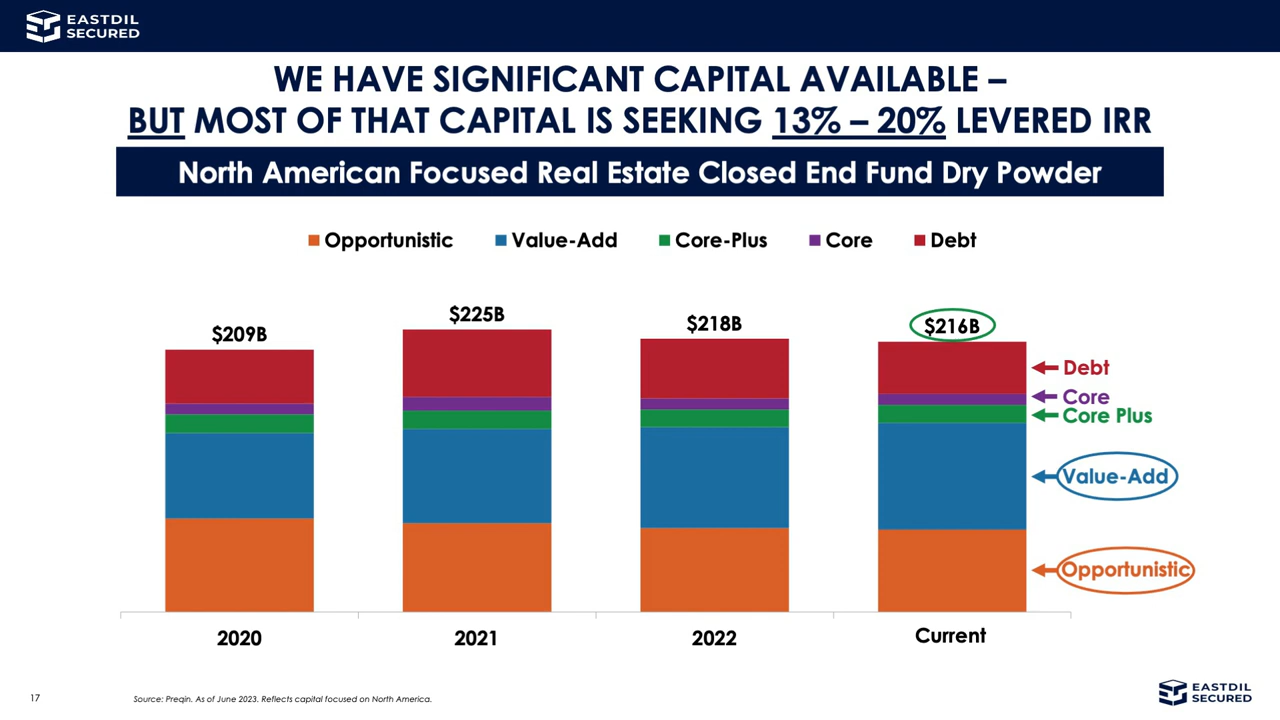 EASTDIL
SECURED
WE HAVE SIGNIFICANT CAPITAL AVAILABLE –
BUT MOST OF THAT CAPITAL IS SEEKING 13% – 20% LEVERED IRR
North American Focused Real Estate Closed End Fund Dry Powder
Opportunistic Value-Add Core-Plus Core Debt
$209B
$225B
$218B
$216B
Debt
Core
Core Plus
Value-Add
Opportunistic
2020 2021 2022 Current
17
Source: Preqin. As of June 2023. Reflects capital focused on North America.
EASTDIL
SECURED